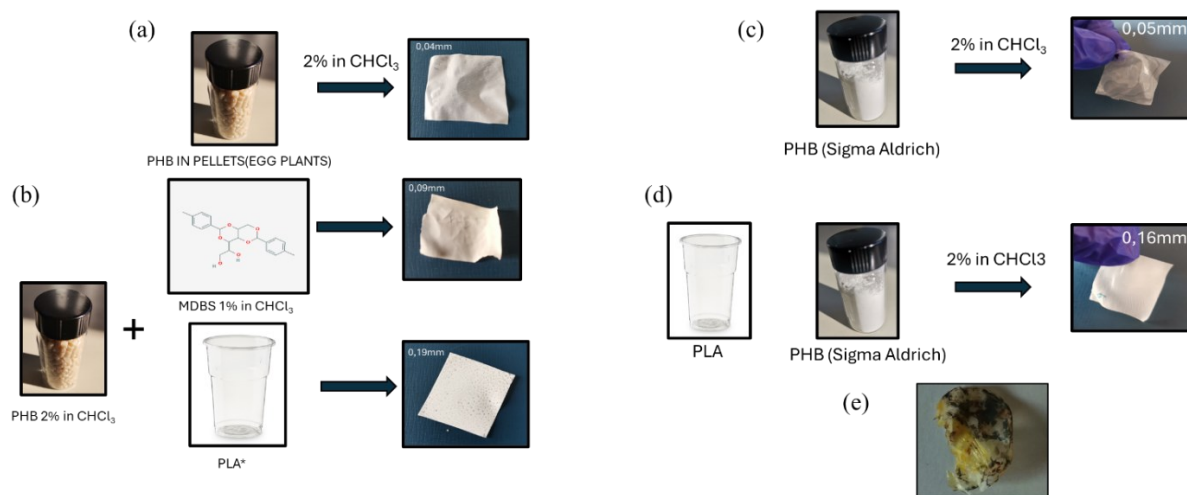 (a)
0,04mm
2% in CHCl₃
PHB IN PELLETS(EGG PLANTS)
(b)
0,09mm
O
O
O
O
O
H
O
H
MDBS 1% in CHCl₃
+
0,19mm
PHB 2% in CHCl₃
PLA*
(c)
0,05mm
2% in CHCl₃
PHB (Sigma Aldrich)
(d)
0,16mm
2% in CHCl3
PLA
PHB (Sigma Aldrich)
(e)